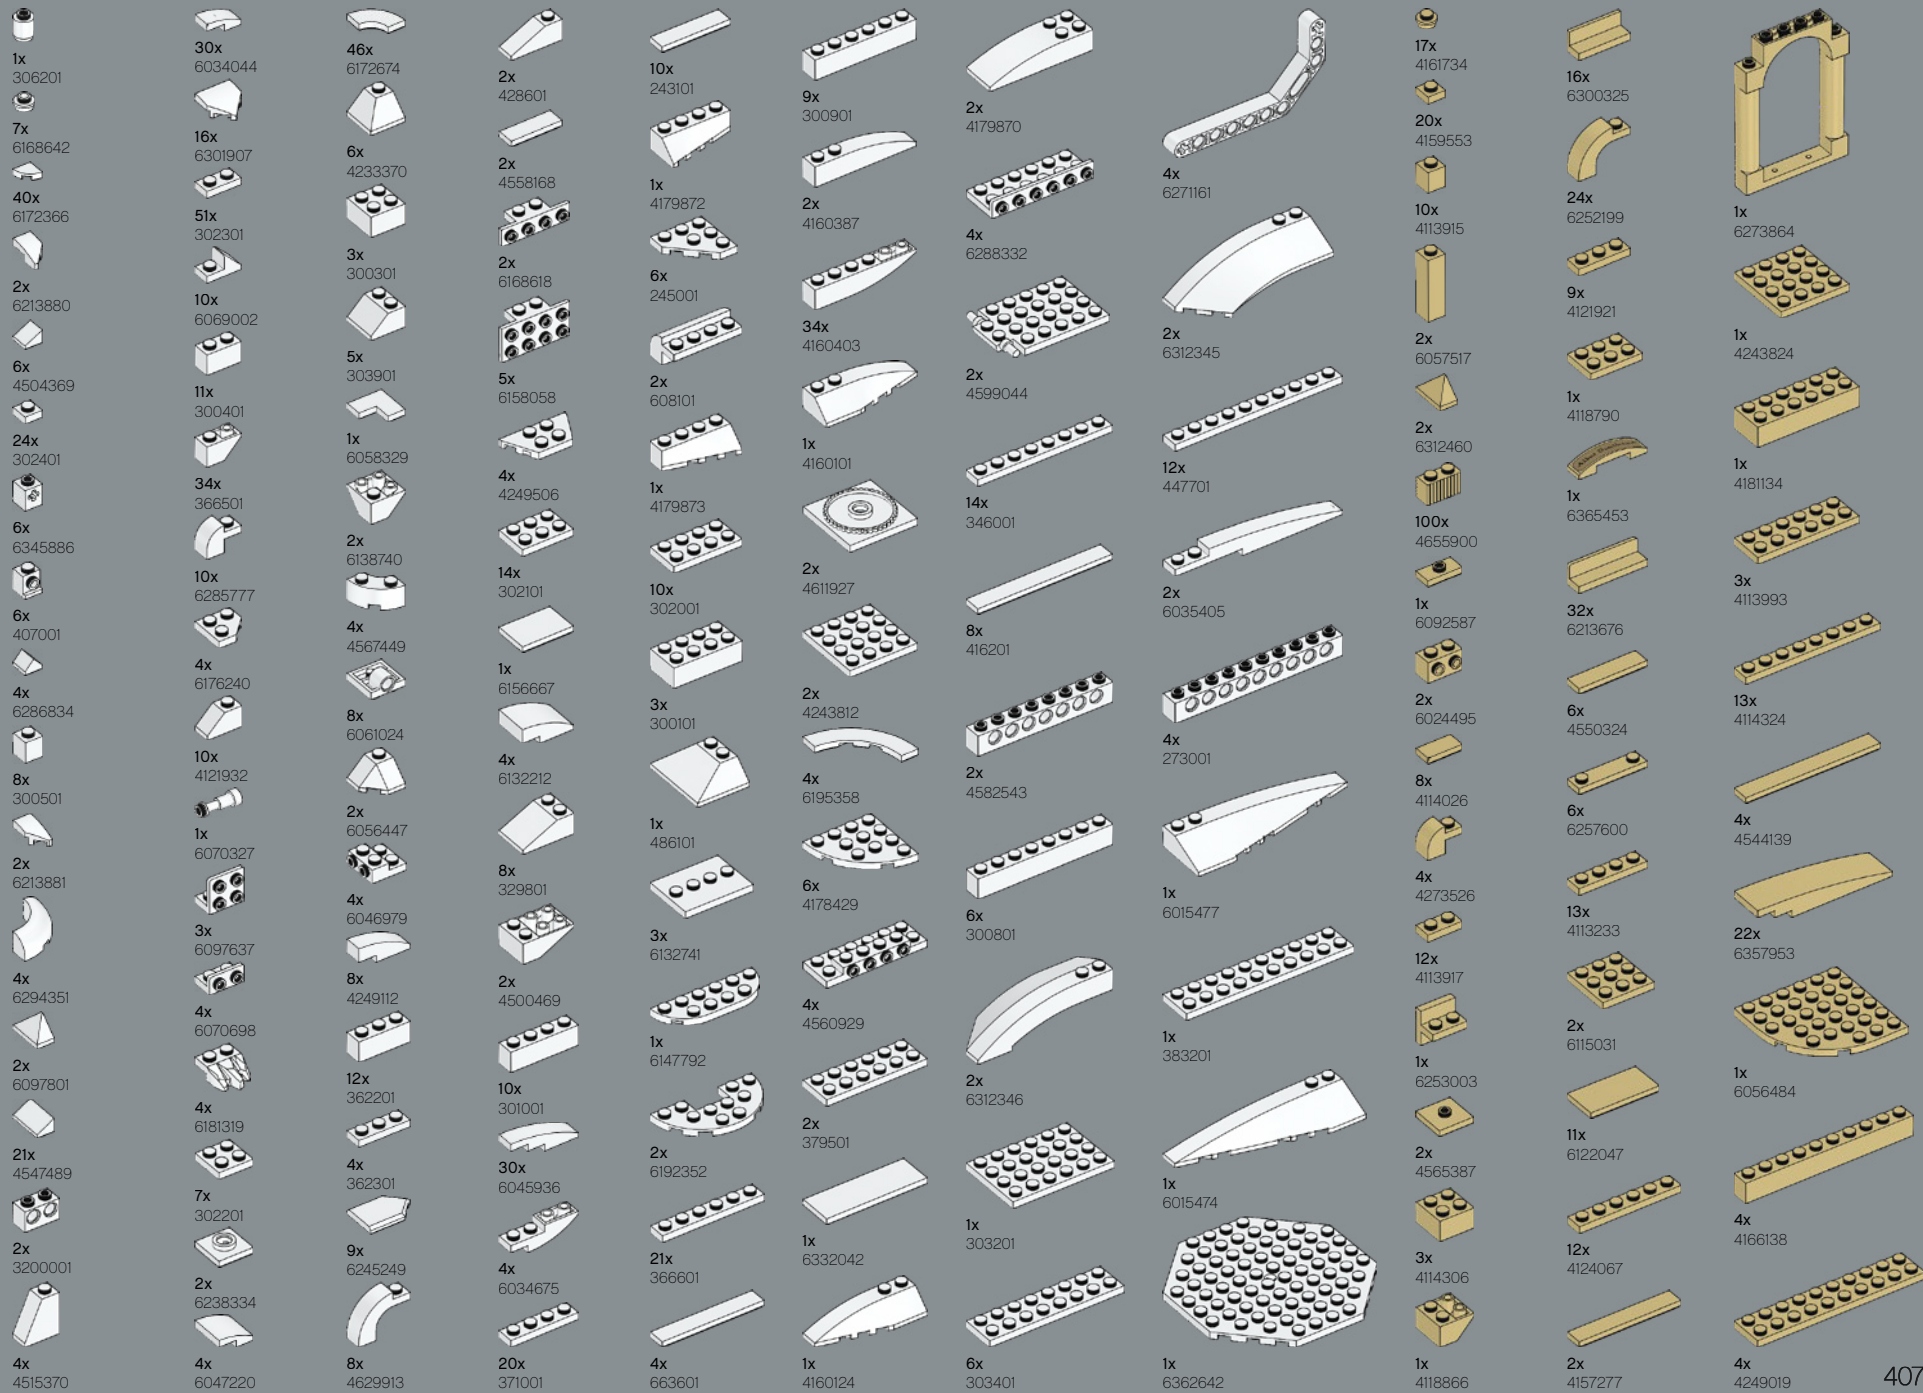 1x
306201
7x
6168642
40x
6172366
2x
6213880
6x
4504369
24x
302401
6x
6345886
6x
407001
4x
6286834
8x
300501
2x
6213881
4x
6294351
2x
6097801
21x
4547489
2x
3200001
4x
4515370
30x
6034044
16x
6301907
51x
302301
10x
6069002
11x
300401
34x
366501
10x
6285777
4x
6176240
10x
4121932
1x
6070327
3x
6097637
4x
6070698
4x
6181319
7x
302201
2x
6238334
4x
6047220
46x
6172674
6x
4233370
3x
300301
5x
303901
1x
6058329
2x
6138740
4x
4567449
8x
6061024
2x
6056447
4x
6046979
8x
4249112
12x
362201
4x
362301
9x
6245249
8x
4629913
2x
428601
2x
4558168
2x
6168618
5x
6158058
4x
4249506
14x
302101
1x
6156667
4x
6132212
8x
329801
2x
4500469
10x
301001
30x
6045936
4x
6034675
20x
371001
10x
243101
1x
4179872
6x
245001
2x
608101
1x
4179873
10x
302001
3x
300101
1x
486101
3x
6132741
1x
6147792
2x
6192352
21x
366601
4x
663601
9x
300901
2x
4160387
34x
4160403
1x
4160101
2x
4611927
2x
4243812
4x
6195358
6x
4178429
4x
4560929
2x
379501
1x
6332042
1x
4160124
2x
4179870
4x
6288332
2x
4599044
14x
346001
8x
416201
2x
4582543
6x
300801
2x
6312346
1x
303201
6x
303401
4x
6271161
2x
6312345
12x
447701
2x
6035405
4x
273001
1x
6015477
1x
383201
1x
6015474
1x
6362642
17x
4161734
20x
4159553
10x
4113915
2x
6057517
2x
6312460
100x
4655900
1x
6092587
2x
6024495
8x
4114026
4x
4273526
12x
4113917
1x
6253003
2x
4565387
3x
4114306
1x
4118866
16x
6300325
24x
6252199
9x
4121921
1x
4118790
1x
6365453
32x
6213676
6x
4550324
6x
6257600
13x
4113233
2x
6115031
11x
6122047
12x
4124067
2x
4157277
1x
6273864
1x
4243824
1x
4181134
3x
4113993
13x
4114324
4x
4544139
22x
6357953
1x
6056484
4x
4166138
4x
4249019
407